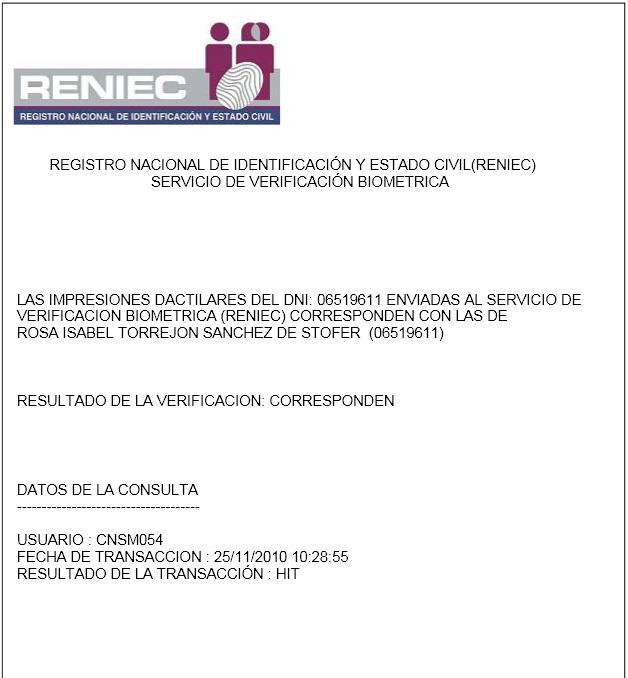 RENIEC
REGISTRO NACIONAL DE IDENTIFICACIÓN Y ESTADO CIVIL
REGISTRO NACIONAL DE IDENTIFICACIÓN Y ESTADO CIVIL(RENIEC)
SERVICIO DE VERIFICACIÓN BIOMETRICA
LAS IMPRESIONES DACTILARES DEL DNI: 06519611 ENVIADAS AL SERVICIO DE
VERIFICACION BIOMETRICA (RENIEC) CORRESPONDEN CON LAS DE
ROSA ISABEL TORREJON SANCHEZ DE STOFER (06519611)
RESULTADO DE LA VERIFICACION: CORRESPONDEN
DATOS DE LA CONSULTA
-------------------------------------
USUARIO : CNSM054
FECHA DE TRANSACCION : 25/11/2010 10:28:55
RESULTADO DE LA TRANSACCIÓN : HIT